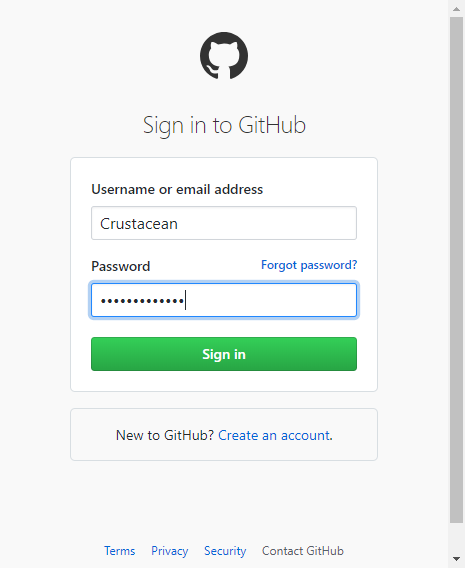 Sign in to GitHub
Username or email address
Crustacean
Password Forgot password?
•••••••••••••
Sign in
New to GitHub? Create an account.
Terms Privacy Security Contact GitHub